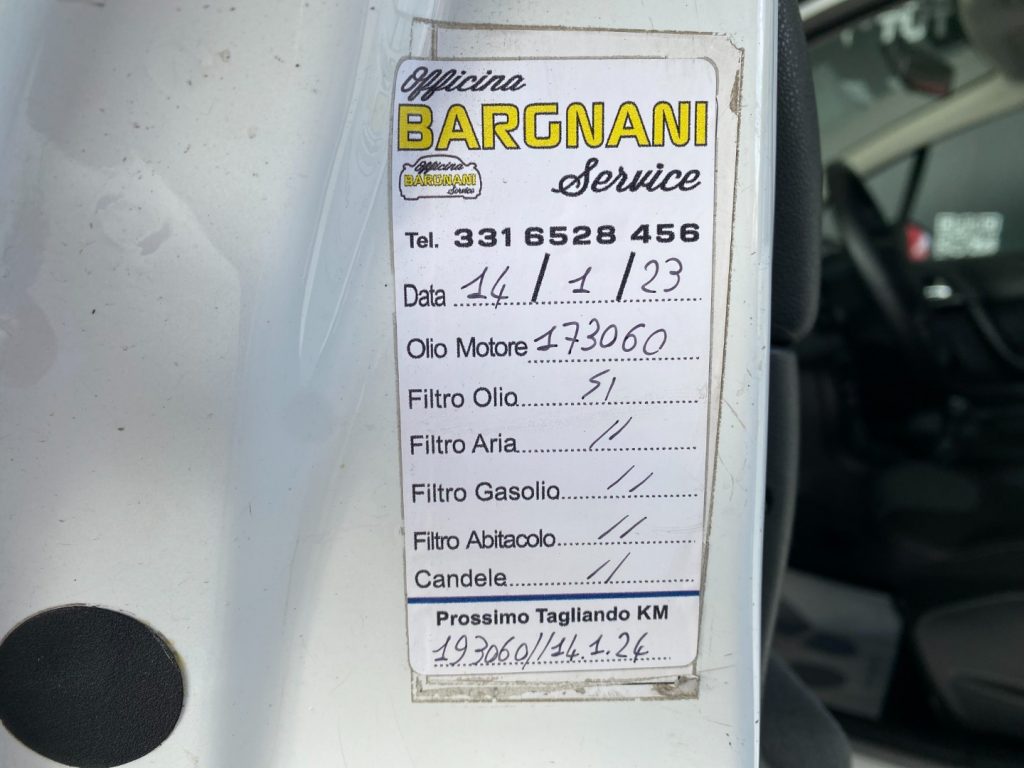 Officina
BARGNANI
Officina
BARGNANI
Service
Service
Tel. 331 6528 456
Data 14 / 1 / 23
Olio Motore 173060
Filtro Olio SI
Filtro Aria //
Filtro Gasolio //
Filtro Abitacolo //
Candele //
Prossimo Tagliando KM
193060//14.1.24